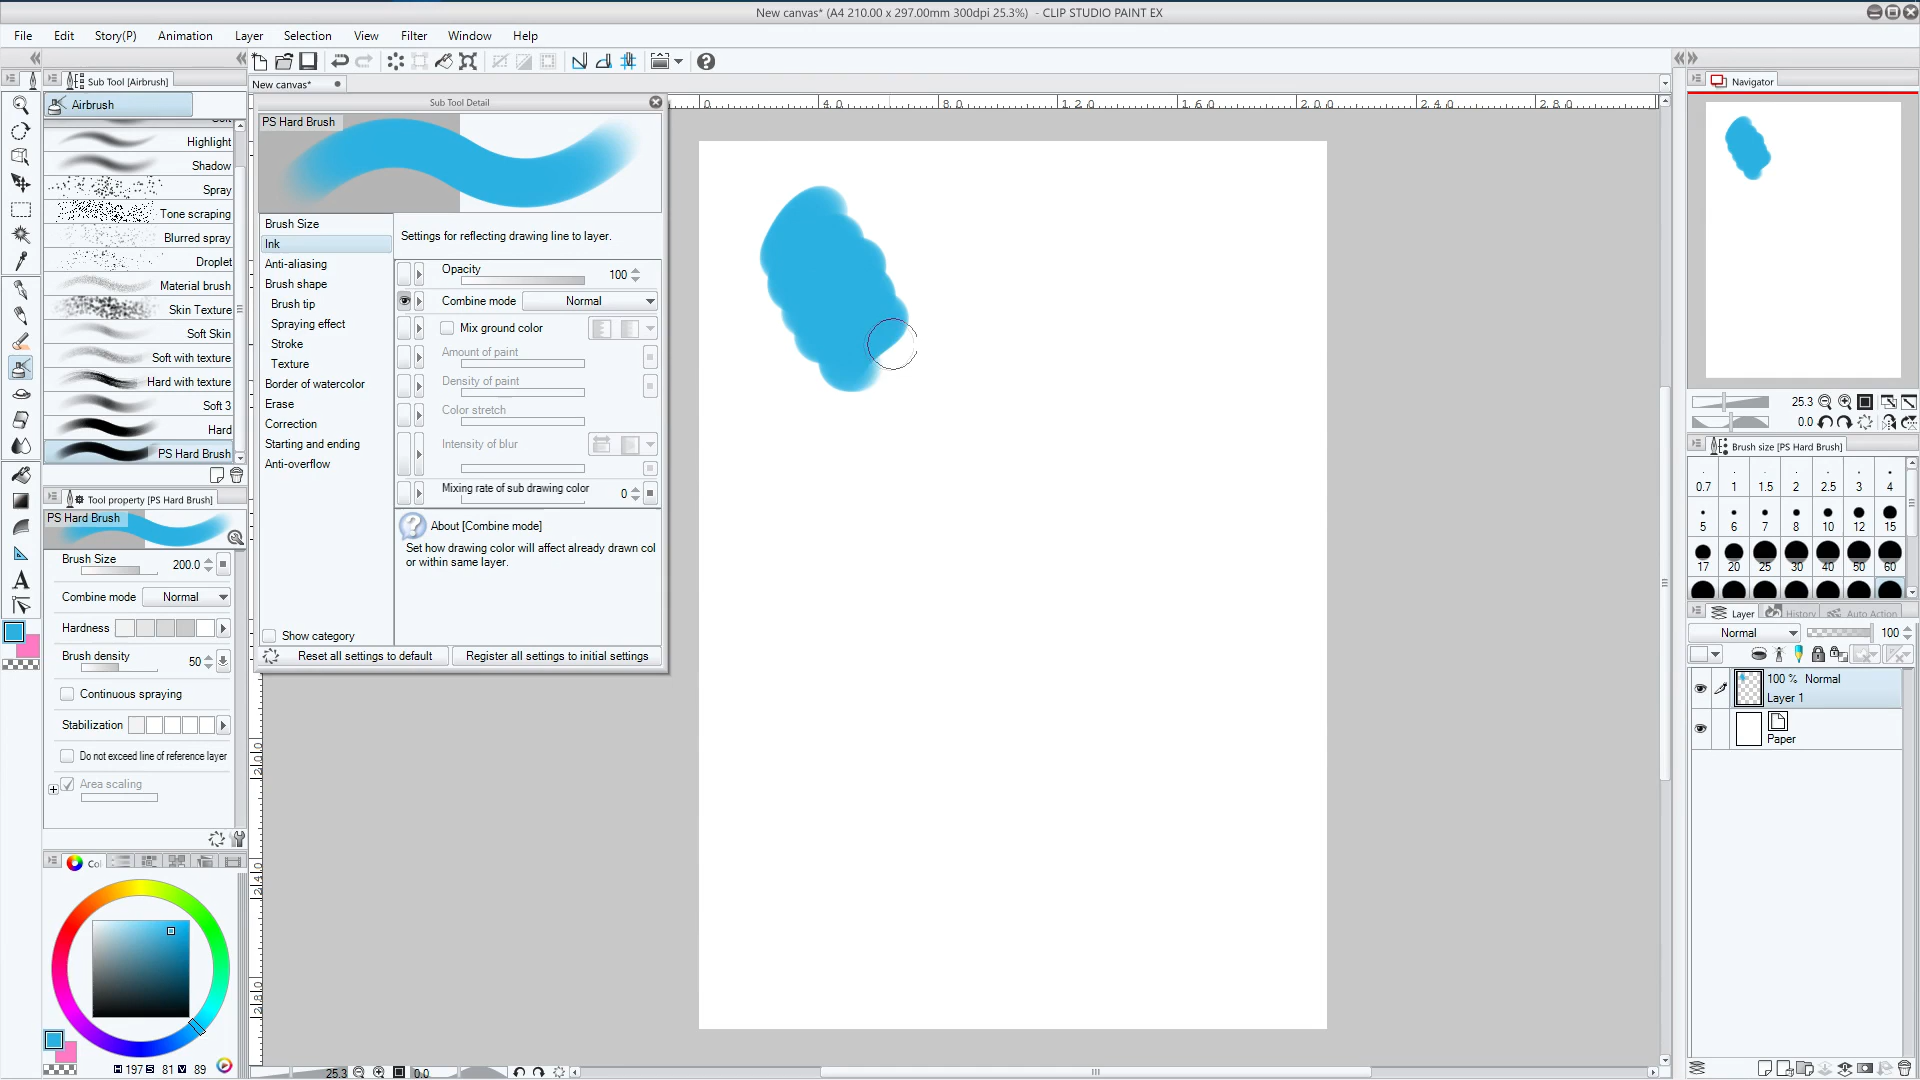 New canvas* (A4 210.00 x 297.00mm 300dpi 25.3%) - CLIP STUDIO PAINT EX
File Edit Story(P) Animation Layer Selection View Filter Window Help
Sub Tool [Airbrush]
Airbrush
Highlight
Shadow
Spray
Tone scraping
Blurred spray
Droplet
Material brush
Skin Texture
Soft Skin
Soft with texture
Hard with texture
Soft 3
Hard
PS Hard Brush
Tool property [PS Hard Brush]
PS Hard Brush
Brush Size 200.0
Combine mode Normal
Hardness
Brush density 50
Continuous spraying
Stabilization
Do not exceed line of reference layer
Area scaling
Col
H 197 S 81 V 89
New canvas*
Sub Tool Detail
PS Hard Brush
Brush Size
Ink
Anti-aliasing
Brush shape
Brush tip
Spraying effect
Stroke
Texture
Border of watercolor
Erase
Correction
Starting and ending
Anti-overflow
Show category
Settings for reflecting drawing line to layer.
Opacity 100
Combine mode Normal
Mix ground color
Amount of paint
Density of paint
Color stretch
Intensity of blur
Mixing rate of sub drawing color 0
About [Combine mode]
Set how drawing color will affect already drawn col
or within same layer.
Reset all settings to default
Register all settings to initial settings
0 40 80 120 160 200 240 280
200
240
280
25.3 0.0
Navigator
25.3
0.0
Brush size [PS Hard Brush]
0.7 1 1.5 2 2.5 3 4
5 6 7 8 10 12 15
17 20 25 30 40 50 60
Layer History Auto Action
Normal 100
100 % Normal
Layer 1
Paper